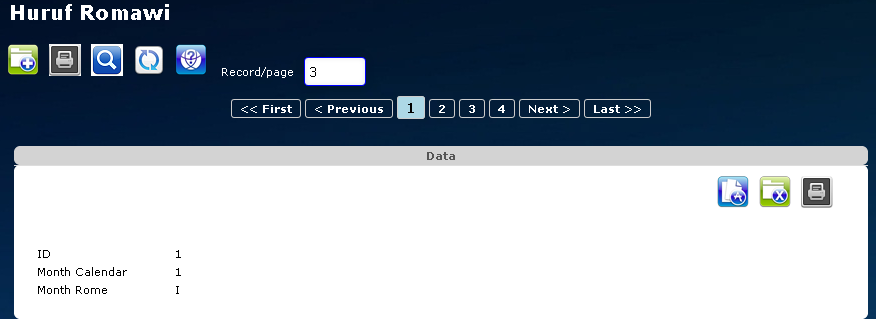 Huruf Romawi
Record/page 3
<< First < Previous 1 2 3 4 Next > Last >>
Data
ID 1
Month Calendar 1
Month Rome I